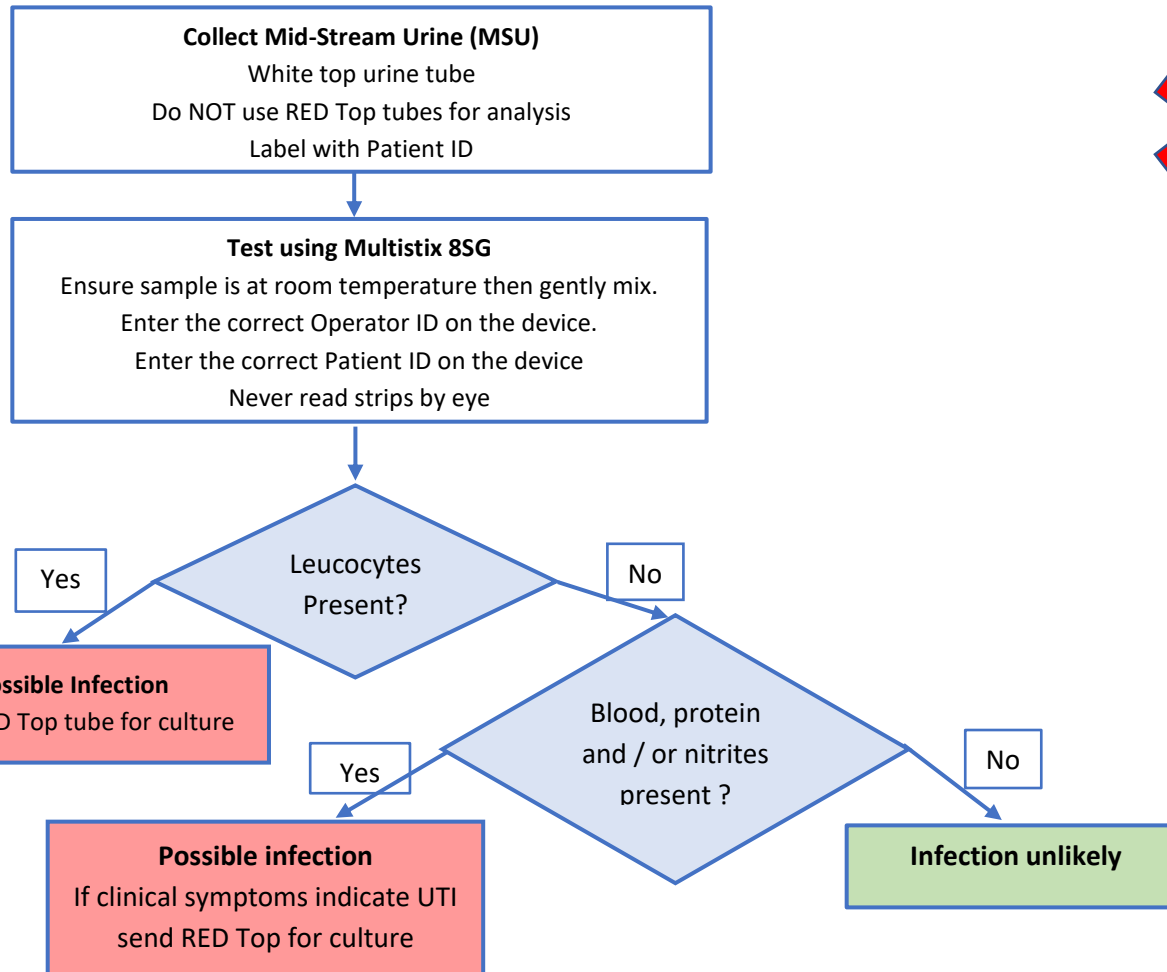 Collect Mid-Stream Urine (MSU)
White top urine tube
Do NOT use RED Top tubes for analysis
Label with Patient ID
Test using Multistix 8SG
Ensure sample is at room temperature then gently mix.
Enter the correct Operator ID on the device.
Enter the correct Patient ID on the device
Never read strips by eye
Leucocytes
Present?
Yes
No
Infection
Top tube for culture
Blood, protein
and / or nitrites
present ?
Yes
No
Possible infection
If clinical symptoms indicate UTI
send RED Top for culture
Infection unlikely